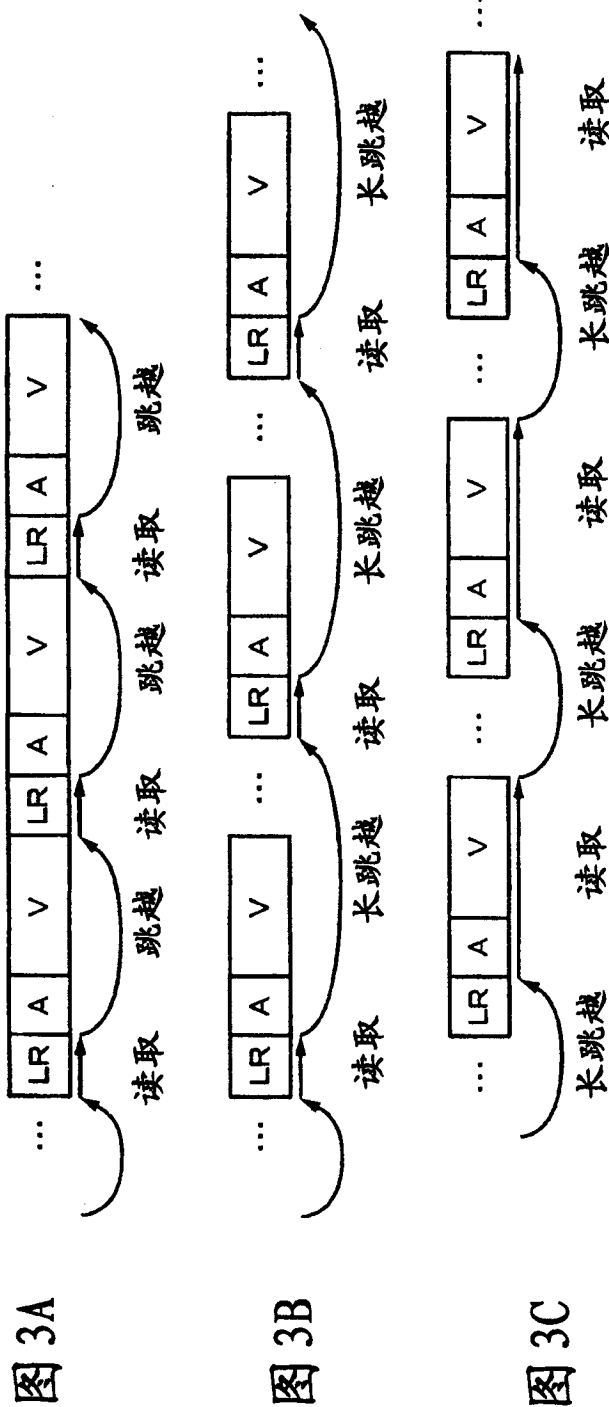 图 3A
… LR A V LR A V LR A V …
读取 跳越 读取 跳越 读取 跳越
图 3B
… LR A V … LR A V … LR A V …
读取 长跳越 读取 长跳越 读取 长跳越
图 3C
… LR A V … LR A V … LR A V …
长跳越 读取 长跳越 读取 长跳越 读取